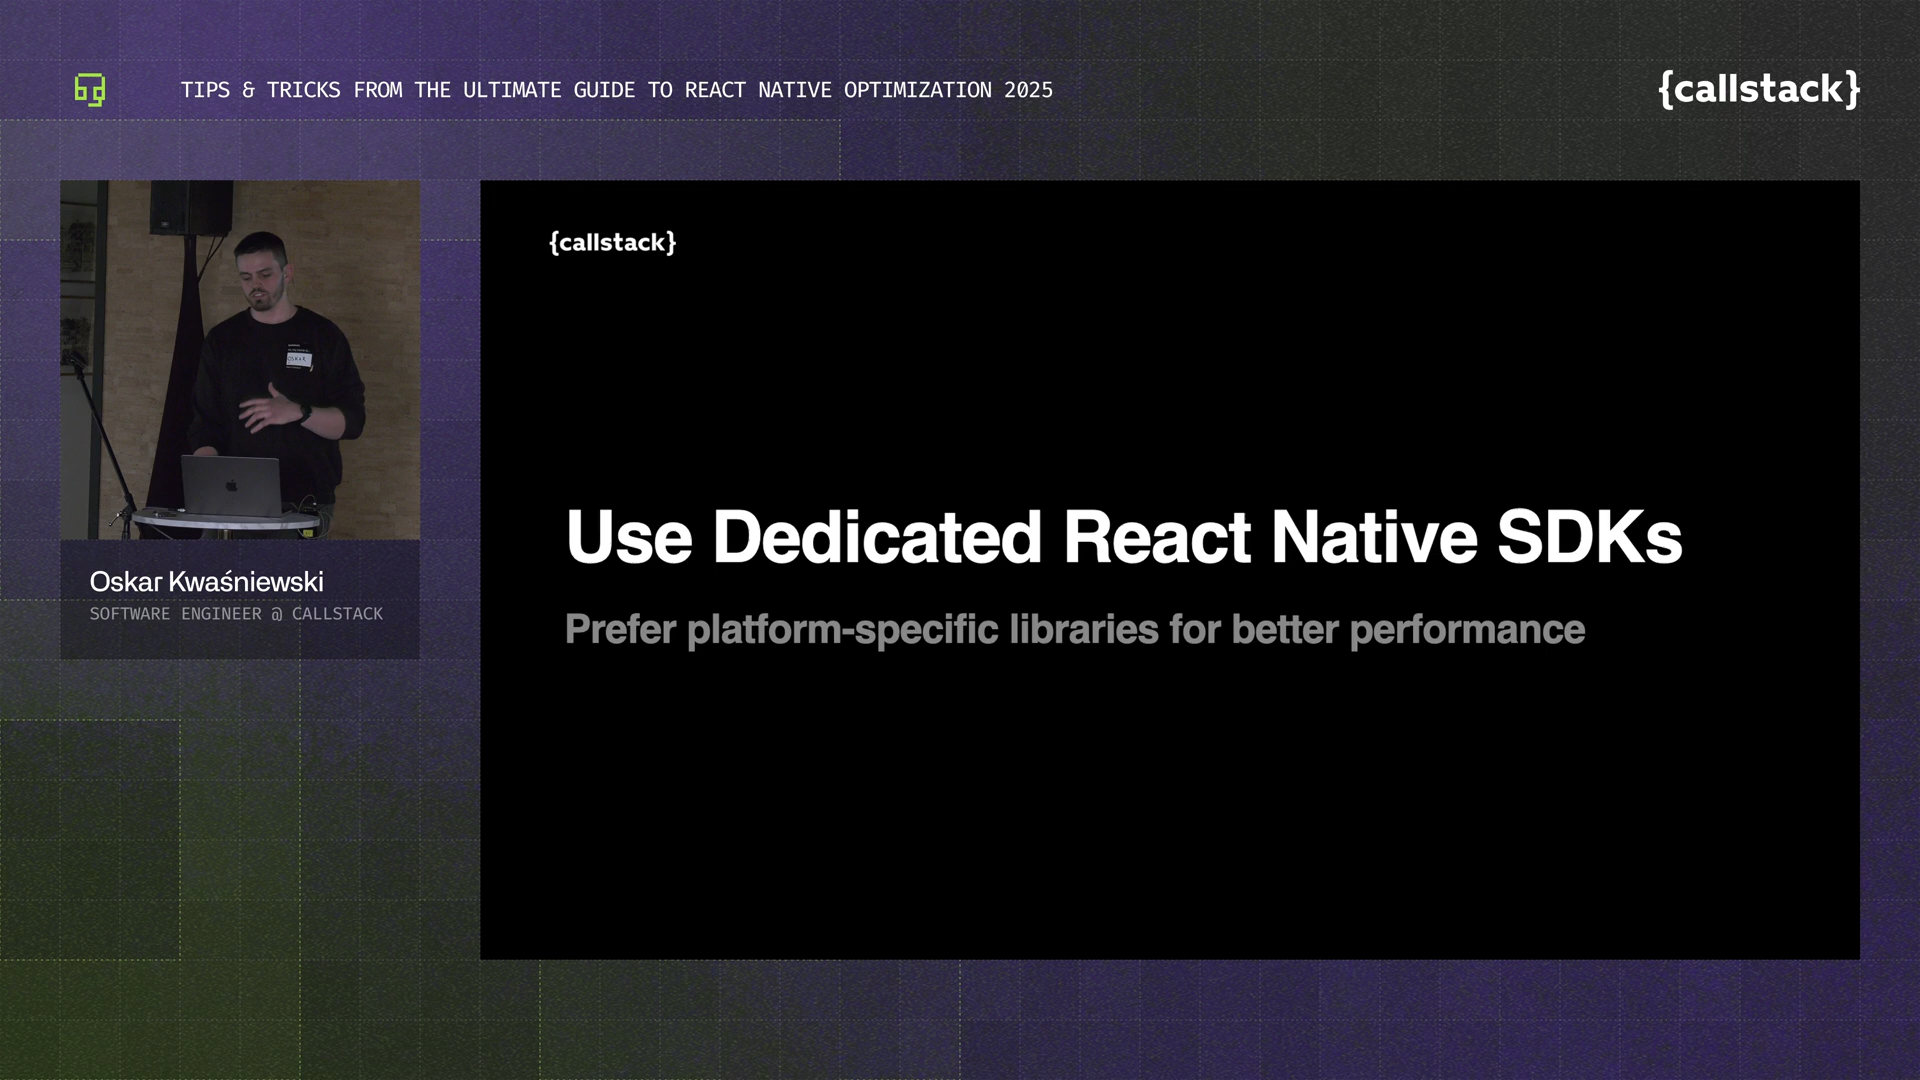 TIPS & TRICKS FROM THE ULTIMATE GUIDE TO REACT NATIVE OPTIMIZATION 2025
{callstack}
{callstack}
OSKAR
Use Dedicated React Native SDKs
Prefer platform-specific libraries for better performance
Oskar Kwaśniewski
SOFTWARE ENGINEER @ CALLSTACK